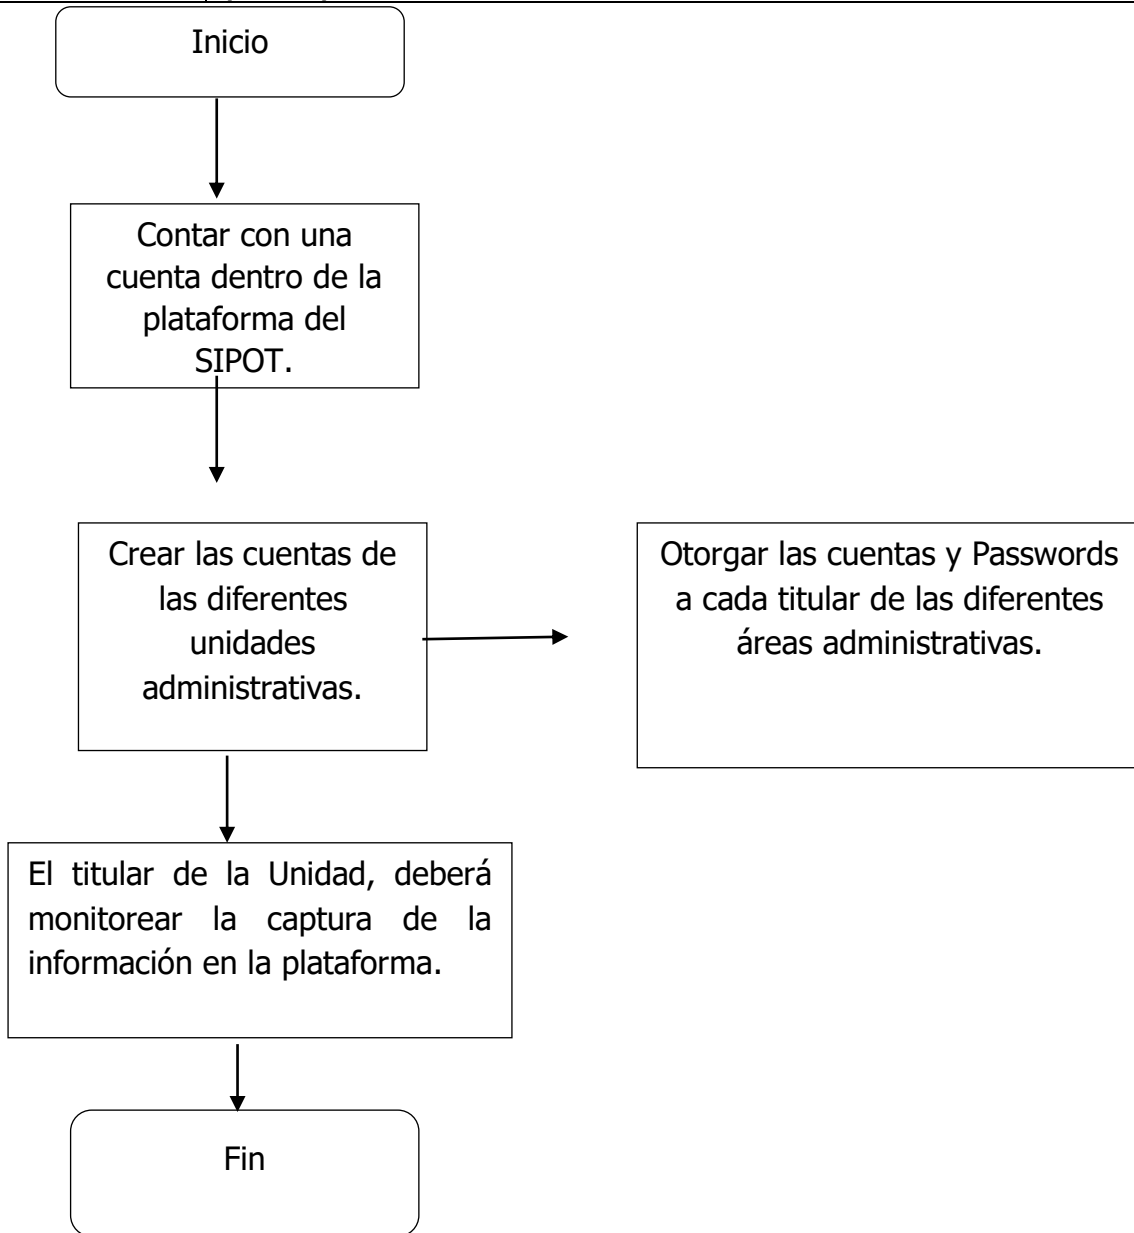 Inicio
Contar con una
cuenta dentro de la
plataforma del
SIPOT.
Crear las cuentas de
las diferentes
unidades
administrativas.
Otorgar las cuentas y Passwords
a cada titular de las diferentes
áreas administrativas.
El titular de la Unidad, deberá
monitorear la captura de la
información en la plataforma.
Fin